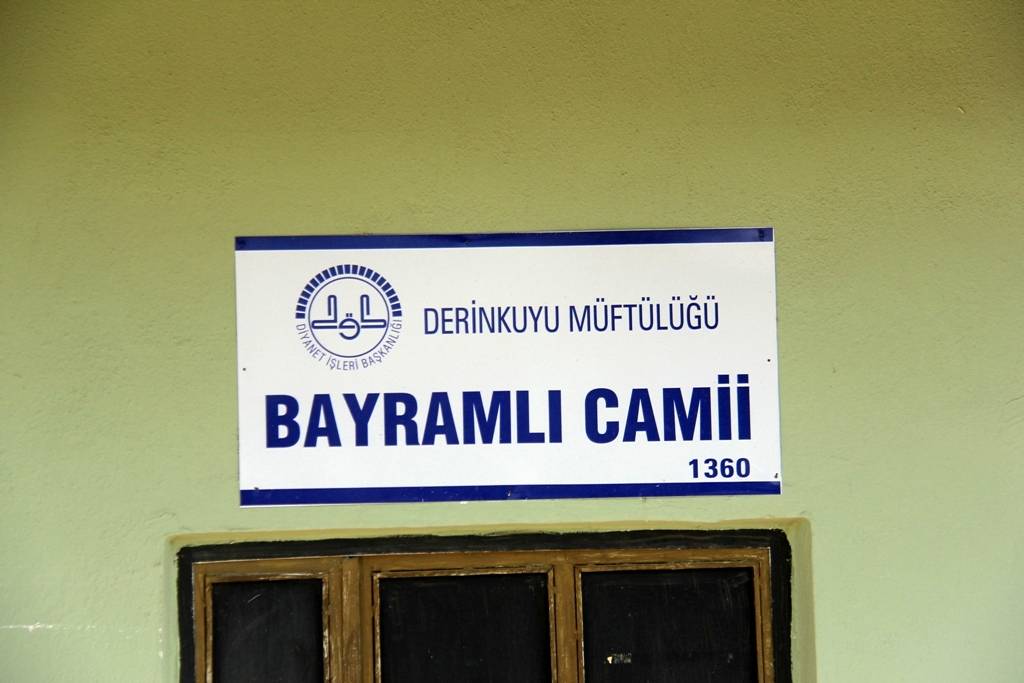 DİYANET İŞLERİ BAŞKANLIĞI
DERİNKUYU MÜFTÜLÜĞÜ
BAYRAMLI CAMİİ
1360